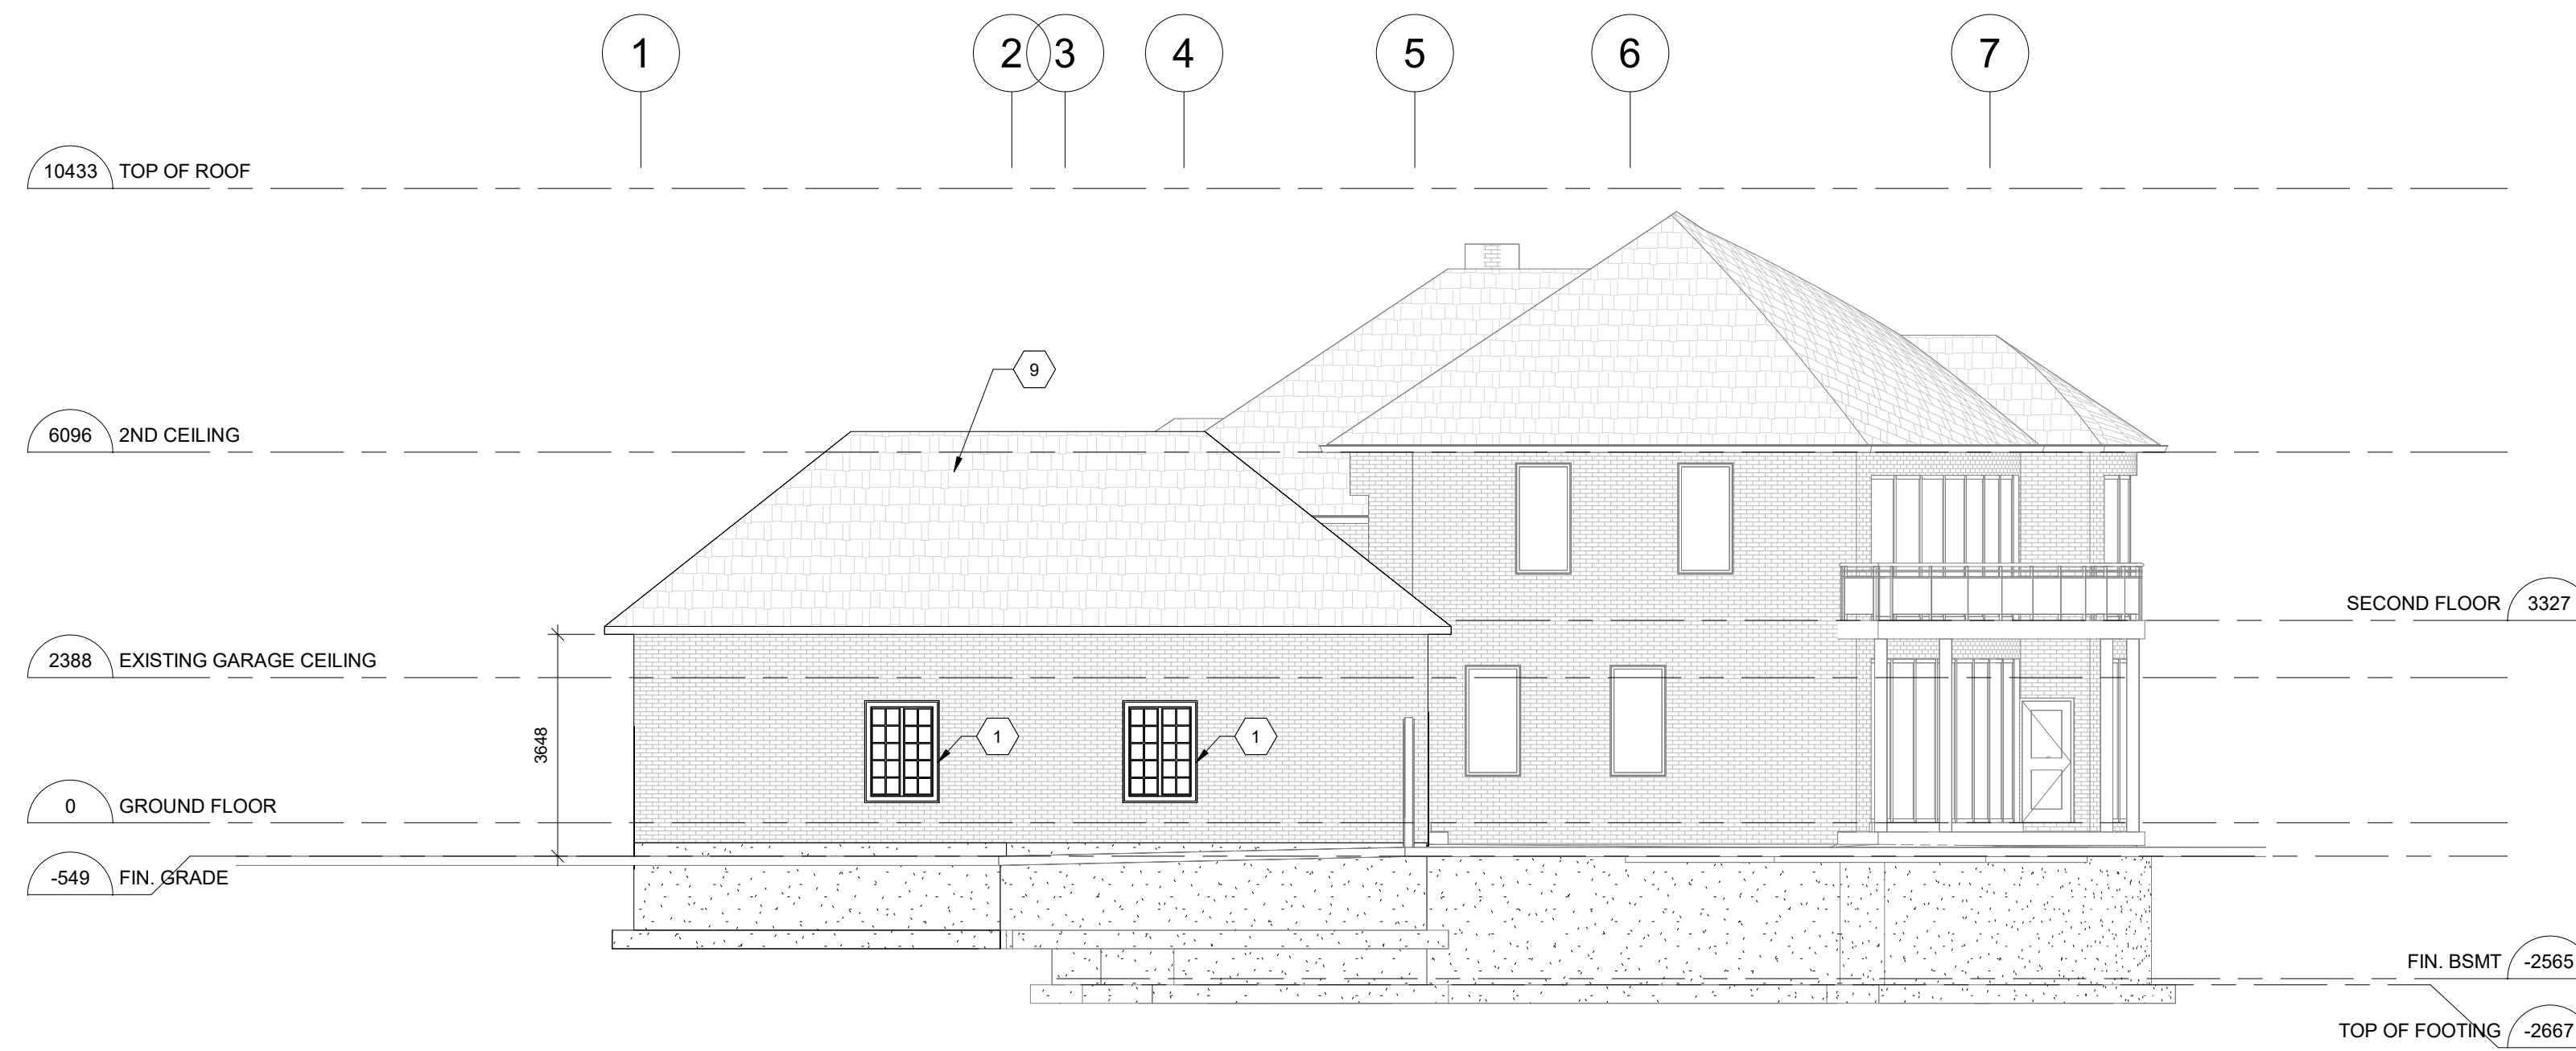 1 2 3 4 5 6 7
10433 TOP OF ROOF
9
6096 2ND CEILING
SECOND FLOOR 3327
2388 EXISTING GARAGE CEILING
3648
1
1
0 GROUND FLOOR
-549 FIN. GRADE
FIN. BSMT -2565
TOP OF FOOTING -2667